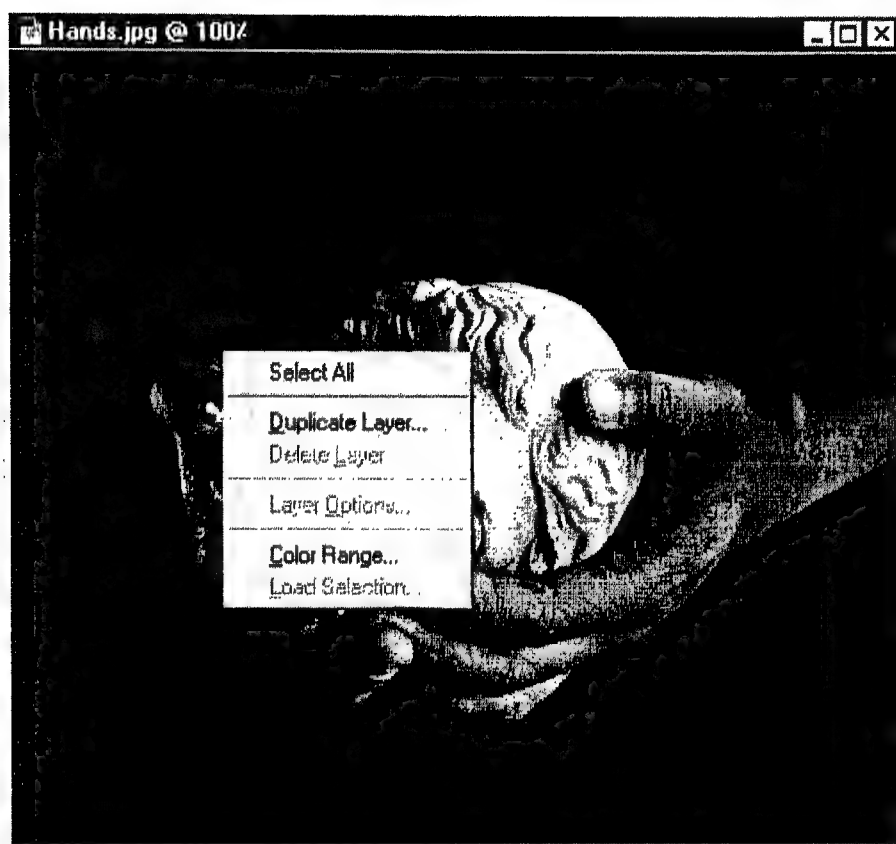 Hands.jpg @ 100%
Select All
Duplicate Layer...
Delete Layer
Layer Options...
Color Range...
Load Selection...